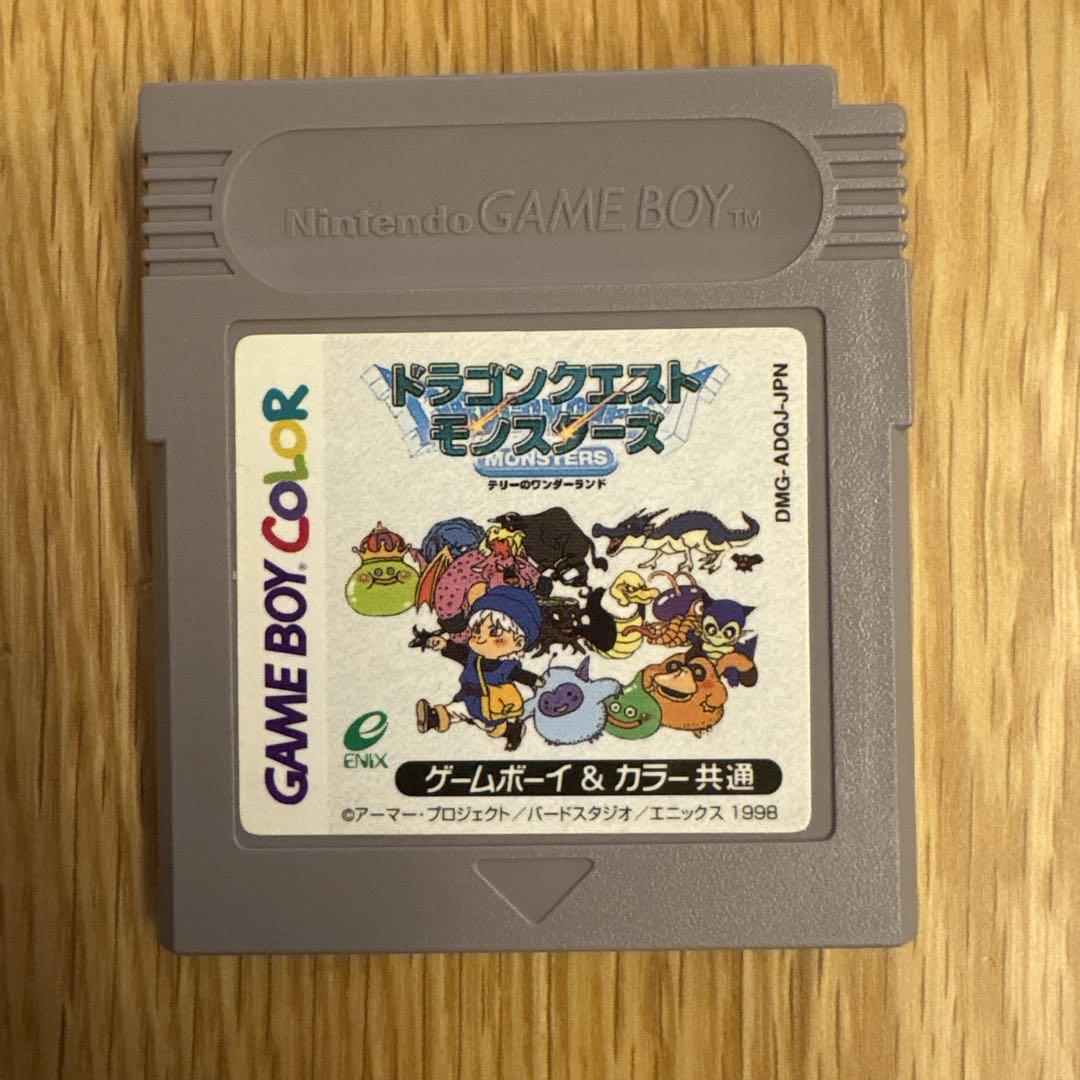 Nintendo GAME BOY™
GAME BOY COLOR
ドラゴンクエスト
モンスターズ
MONSTERS
テリーのワンダーランド
DMG-ADQJ-JPN
ENIX
ゲームボーイ & カラー共通
©アーマー・プロジェクト／バードスタジオ／エニックス 1998